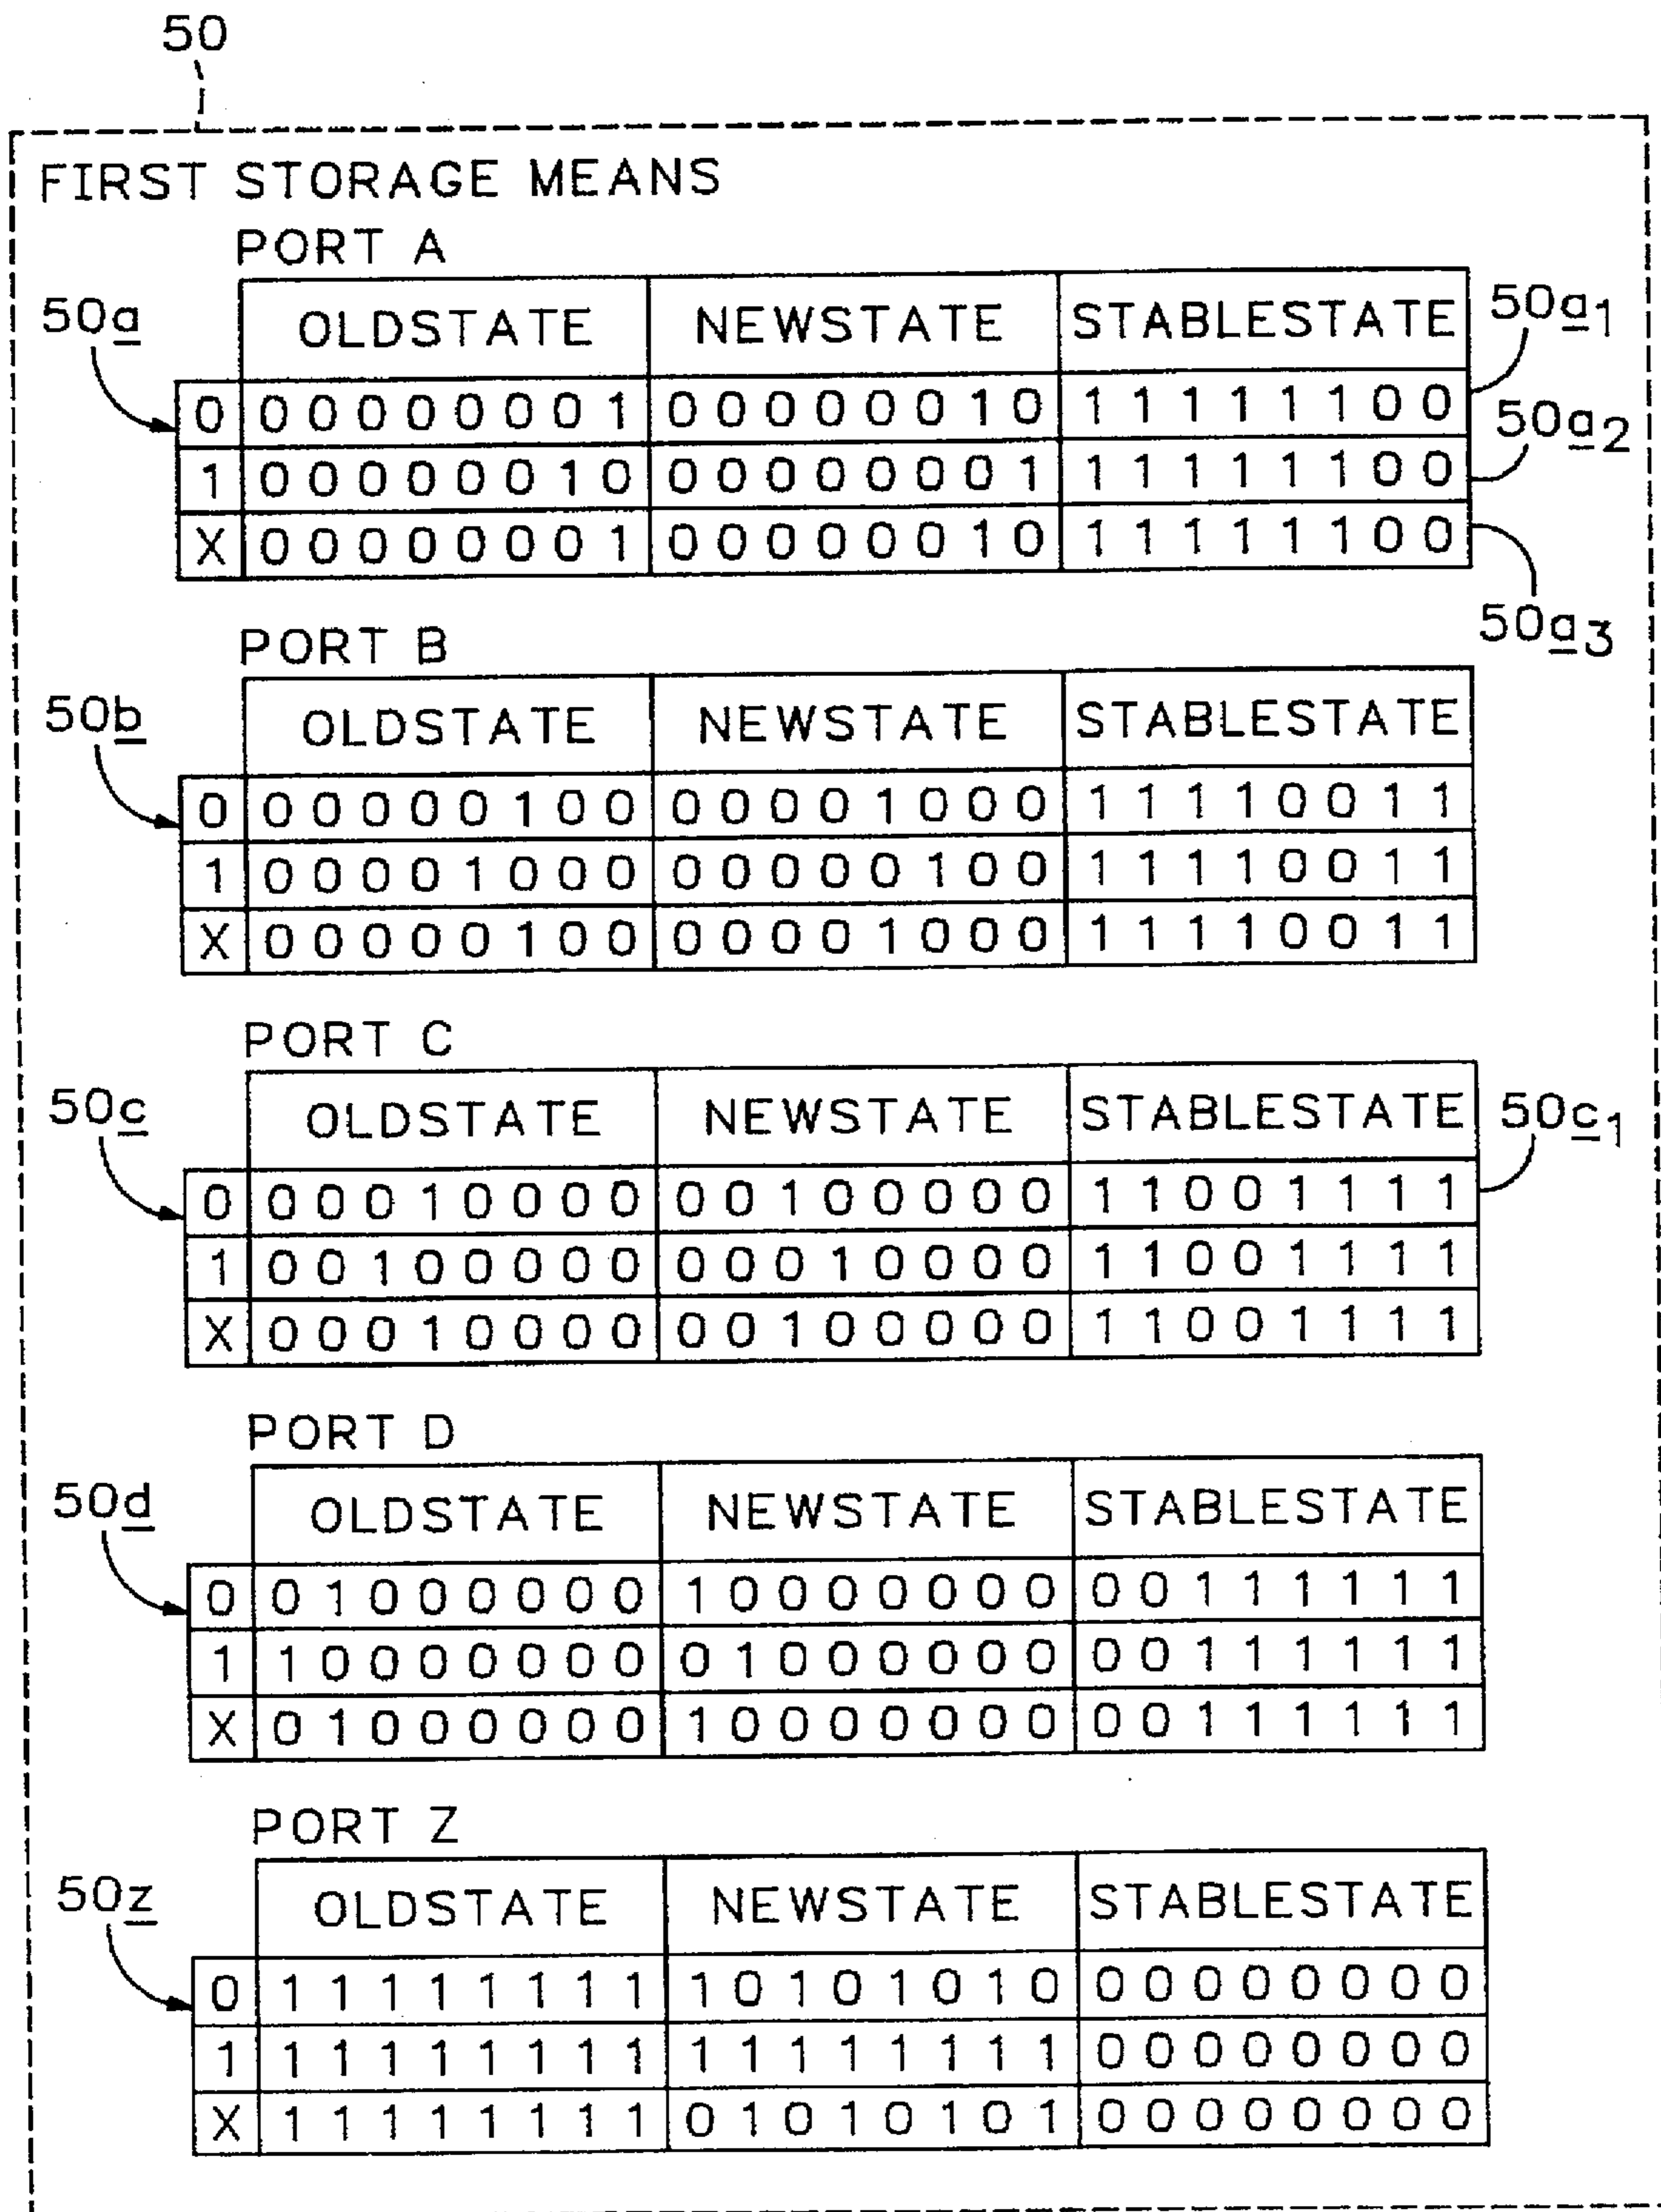 50
FIRST STORAGE MEANS
PORT A
50a OLDSTATE NEWSTATE STABLESTATE 50a1
0 00000001 00000010 11111100
1 00000010 00000001 11111100 50a2
X 00000001 00000010 11111100
50a3
PORT B
50b OLDSTATE NEWSTATE STABLESTATE
0 00000100 00001000 11110011
1 00001000 00000100 11110011
X 00000100 00001000 11110011
PORT C
50c OLDSTATE NEWSTATE STABLESTATE 50c1
0 00010000 00100000 11001111
1 00100000 00010000 11001111
X 00010000 00100000 11001111
PORT D
50d OLDSTATE NEWSTATE STABLESTATE
0 01000000 10000000 00111111
1 10000000 01000000 00111111
X 01000000 10000000 00111111
PORT Z
50z OLDSTATE NEWSTATE STABLESTATE
0 11111111 10101010 00000000
1 11111111 11111111 00000000
X 11111111 01010101 00000000